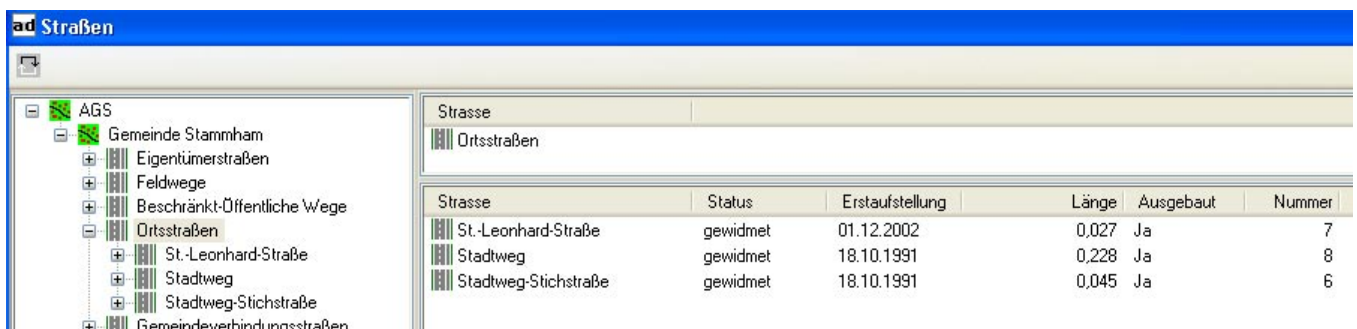 ad Straßen
AGS
Gemeinde Stammham
Eigentümerstraßen
Feldwege
Beschränkt-Öffentliche Wege
Ortsstraßen
St.-Leonhard-Straße
Stadtweg
Stadtweg-Stichstraße
Gemeindeverbindungsstraßen
Strasse
Ortsstraßen
Strasse Status Erstaufstellung Länge Ausgebaut Nummer
St.-Leonhard-Straße gewidmet 01.12.2002 0,027 Ja 7
Stadtweg gewidmet 18.10.1991 0,228 Ja 8
Stadtweg-Stichstraße gewidmet 18.10.1991 0,045 Ja 6